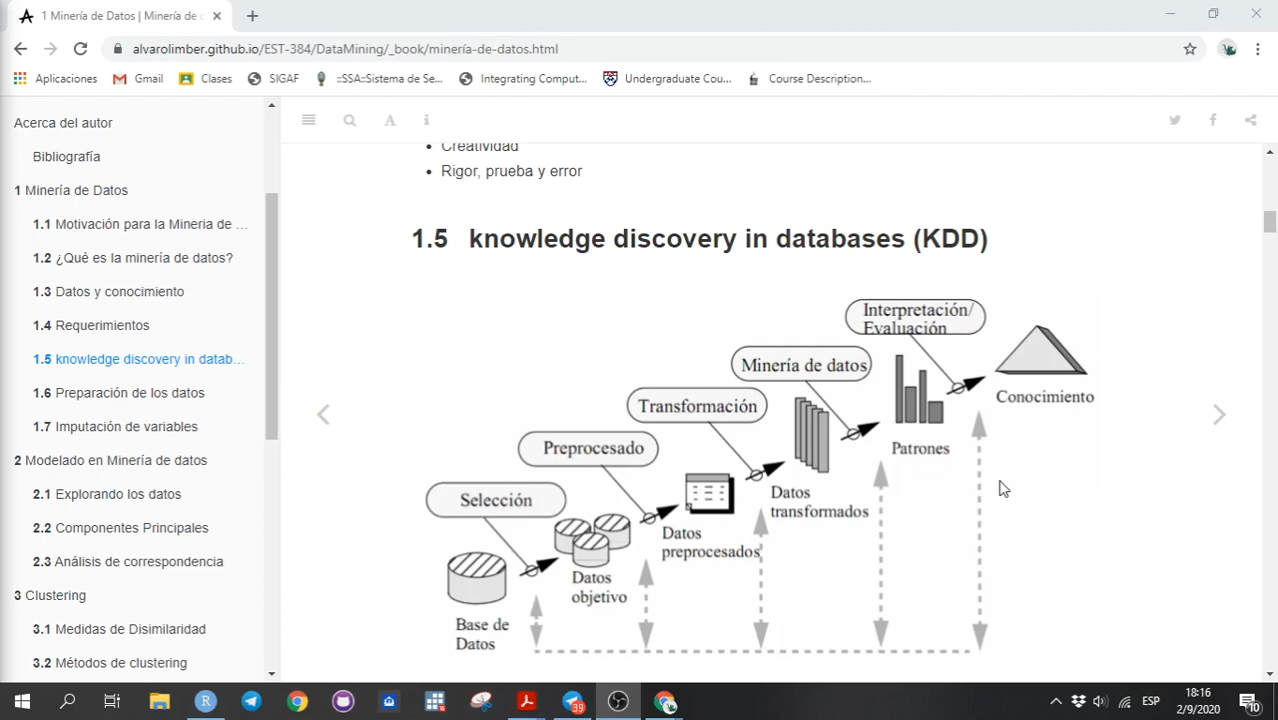 1 Minería de Datos | Minería de d
alvarolimber.github.io/EST-384/DataMining/_book/minería-de-datos.html
Aplicaciones
Gmail
Clases
SIGAF
::SSA::Sistema de Se...
Integrating Comput...
Undergraduate Cou...
Course Description...
Acerca del autor
Bibliografía
1 Minería de Datos
1.1 Motivación para la Mineria de ...
1.2 ¿Qué es la minería de datos?
1.3 Datos y conocimiento
1.4 Requerimientos
1.5 knowledge discovery in datab...
1.6 Preparación de los datos
1.7 Imputación de variables
2 Modelado en Minería de datos
2.1 Explorando los datos
2.2 Componentes Principales
2.3 Análisis de correspondencia
3 Clustering
3.1 Medidas de Disimilaridad
3.2 Métodos de clustering
A
i
• Creatividad
• Rigor, prueba y error
1.5 knowledge discovery in databases (KDD)
Interpretación/
Evaluación
Minería de datos
Conocimiento
Transformación
Patrones
Preprocesado
Datos
transformados
Selección
Datos
preprocesados
Datos
objetivo
Base de
Datos
39
ESP
18:16
2/9/2020
10